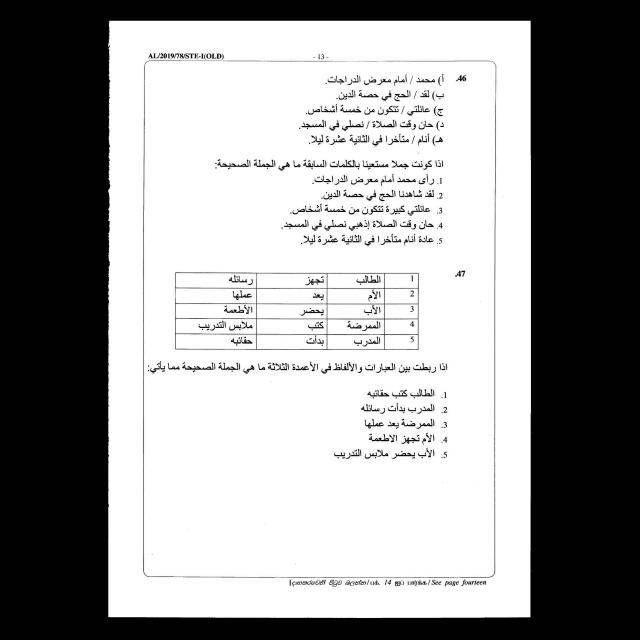 AL/2019/78/STE-I(OLD)
- 13 -
46. أ) محمد / أمام معرض الدراجات.
ب) لقد / الحج في حصة الدين.
ج) عائلتي / تتكون من خمسة أشخاص.
د) حان وقت الصلاة / نصلي في المسجد.
هـ) أنام / متأخرا في الثانية عشرة ليلا.
اذا كونت جملا مستعينا بالكلمات السابقة ما هي الجملة الصحيحة:
1. رأى محمد أمام معرض الدراجات.
2. لقد شاهدنا الحج في حصة الدين.
3. عائلتي كبيرة تتكون من خمسة أشخاص.
4. حان وقت الصلاة إذهبي نصلي في المسجد.
5. عادة أنام متأخرا في الثانية عشرة ليلا.
47.
1 الطالب تجهز رسائله
2 الأم يعد عملها
3 الأب يحضر الأطعمة
4 الممرضة كتب ملابس التدريب
5 المدرب بدأت حقائبه
اذا ربطت بين العبارات والألفاظ في الأعمدة الثلاثة ما هي الجملة الصحيحة مما يأتي:
1. الطالب كتب حقائبه
2. المدرب بدأت رسائله
3. الممرضة يعد عملها
4. الأم تجهز الاطعمة
5. الأب يحضر ملابس التدريب
පිටුව බලන්න / பக். 14 ஐப் பார்க்க / See page fourteen